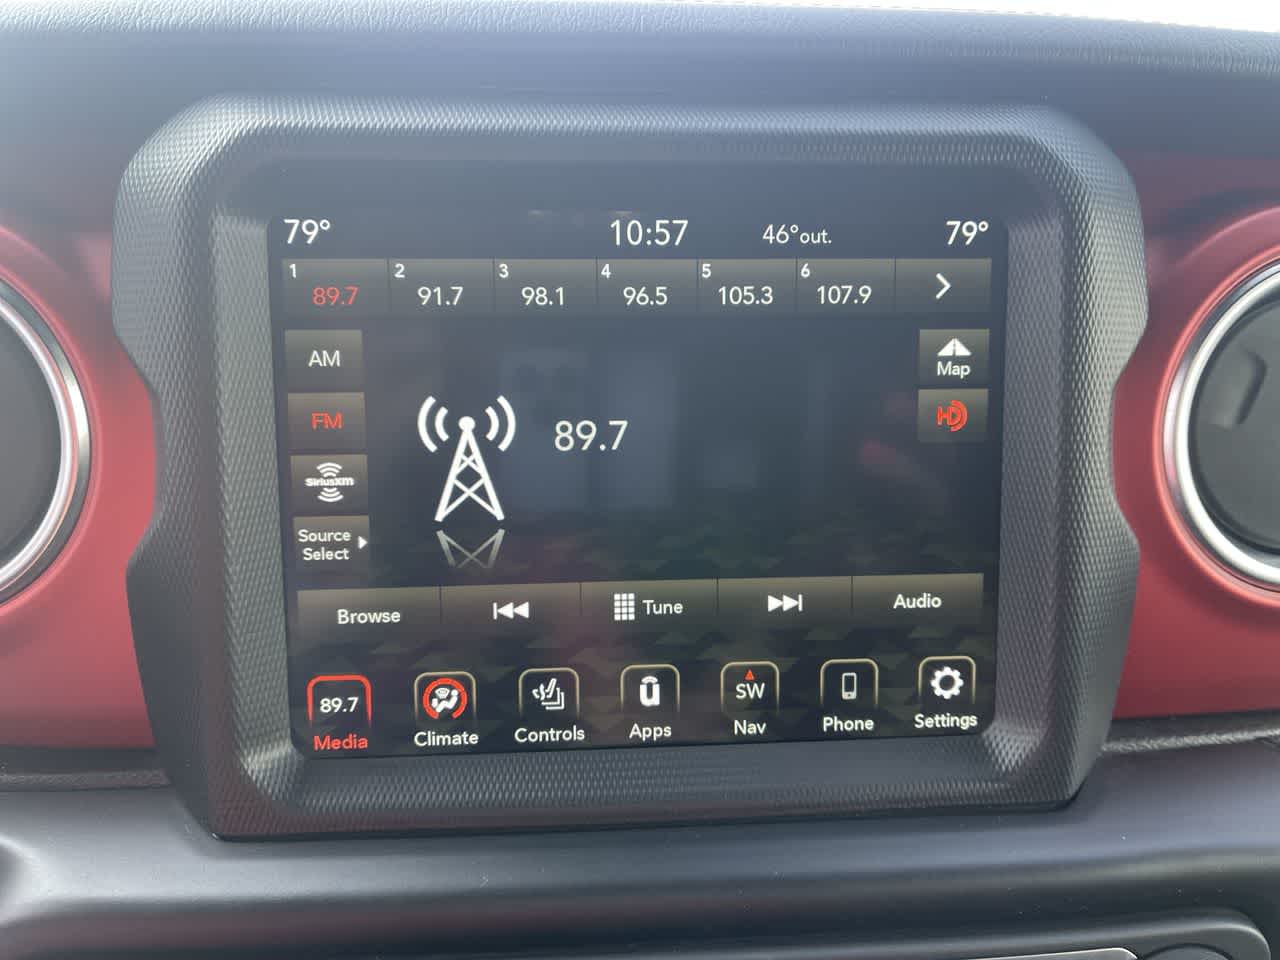 79° 10:57 46°out. 79°
1 2 3 4 5 6
89.7 91.7 98.1 96.5 105.3 107.9
AM
Map
FM
HD
89.7
SiriusXM
Source
Select
Browse Tune Audio
89.7 SW
Media Climate Controls Apps Nav Phone Settings